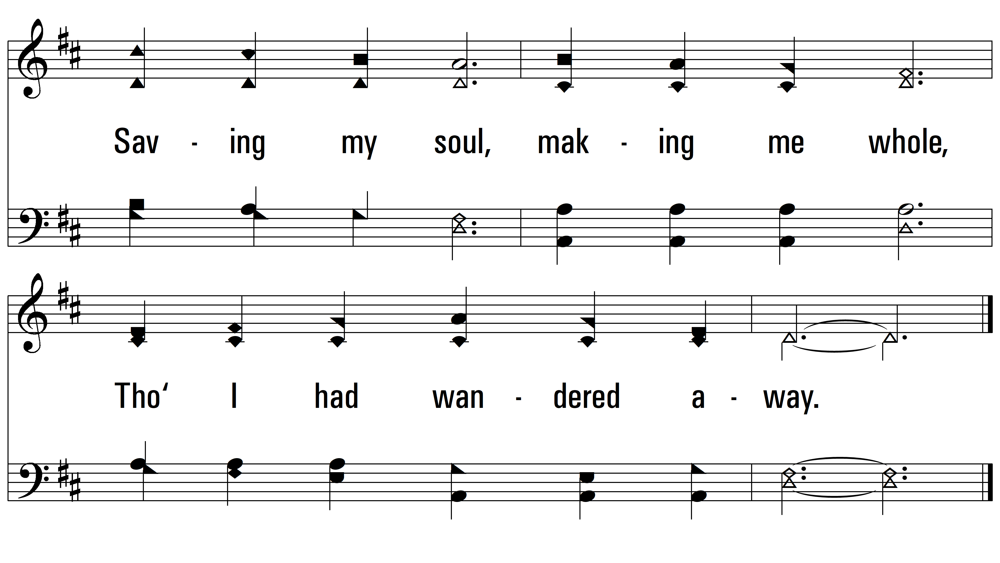 Sav - ing my soul, mak - ing me whole,
Tho‘ I had wan - dered a - way.